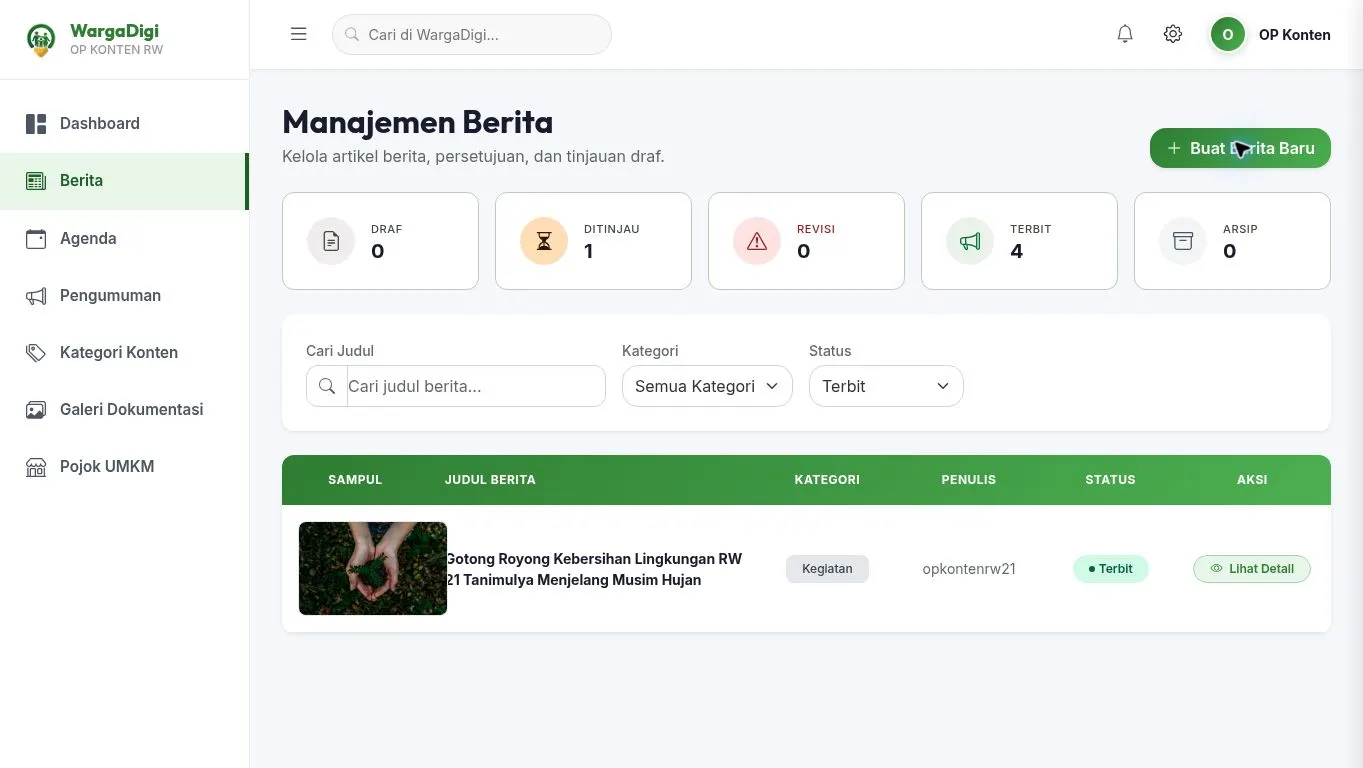 WargaDigi
OP KONTEN RW
Cari di WargaDigi...
O
OP Konten
Dashboard
Berita
Agenda
Pengumuman
Kategori Konten
Galeri Dokumentasi
Pojok UMKM
Manajemen Berita
Kelola artikel berita, persetujuan, dan tinjauan draf.
+ Buat Berita Baru
DRAF
0
DITINJAU
1
REVISI
0
TERBIT
4
ARSIP
0
Cari Judul
Kategori
Status
Cari judul berita...
Semua Kategori
Terbit
SAMPUL
JUDUL BERITA
KATEGORI
PENULIS
STATUS
AKSI
Gotong Royong Kebersihan Lingkungan RW
21 Tanimulya Menjelang Musim Hujan
Kegiatan
opkontenrw21
Terbit
Lihat Detail